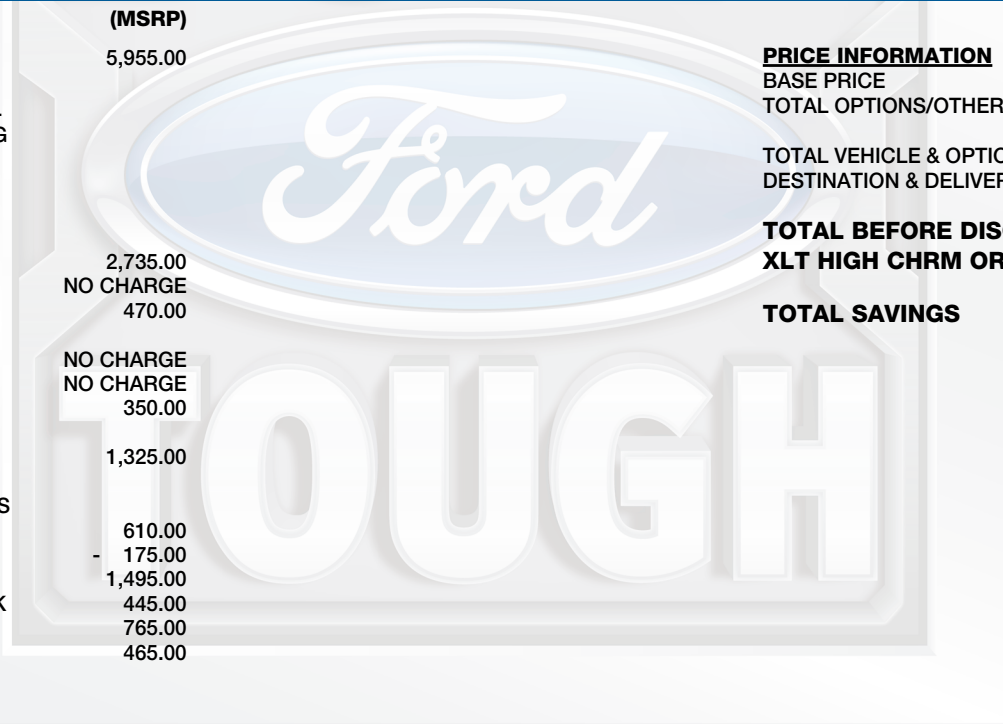 (MSRP)
5,955.00
G
2,735.00
NO CHARGE
470.00
NO CHARGE
NO CHARGE
350.00
1,325.00
S
610.00
- 175.00
1,495.00
K 445.00
765.00
465.00
PRICE INFORMATION
BASE PRICE
TOTAL OPTIONS/OTHER
TOTAL VEHICLE & OPTIO
DESTINATION & DELIVER
TOTAL BEFORE DIS
XLT HIGH CHRM OR
TOTAL SAVINGS
Ford
TOUGH